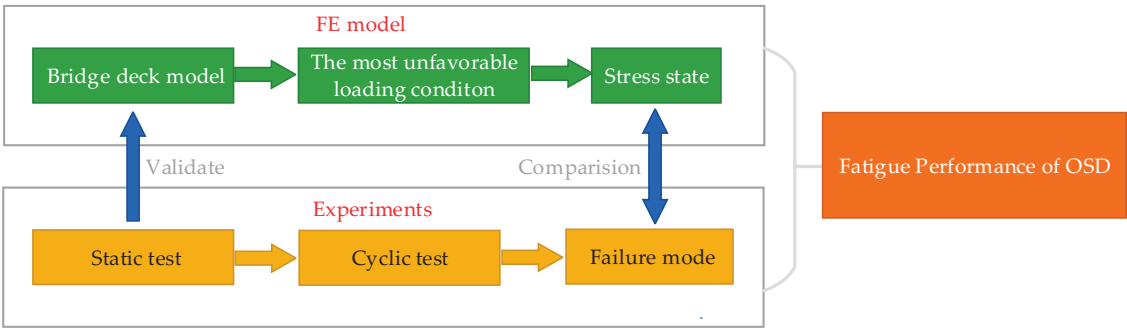 FE model
Bridge deck model
The most unfavorable
loading conditon
Stress state
Validate
Comparision
Fatigue Performance of OSD
Experiments
Static test
Cyclic test
Failure mode